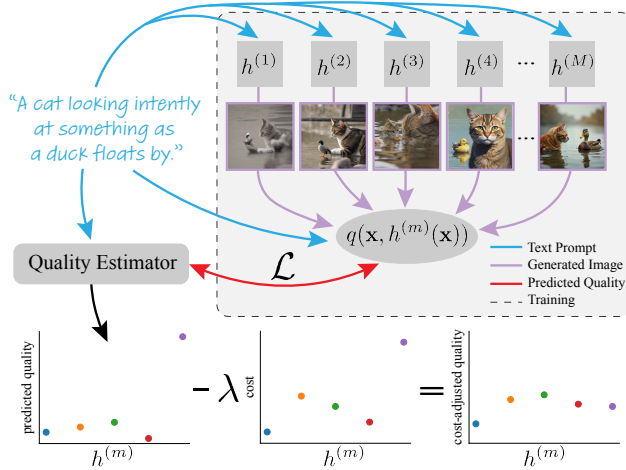 h^{(1)} h^{(2)} h^{(3)} h^{(4)} ... h^{(M)}
“A cat looking intently
at something as
a duck floats by.”
...
q(x, h^{(m)}(x))
Quality Estimator
ℒ
Text Prompt
Generated Image
Predicted Quality
Training
predicted quality
h^{(m)}
− λ
cost
h^{(m)}
=
cost-adjusted quality
h^{(m)}